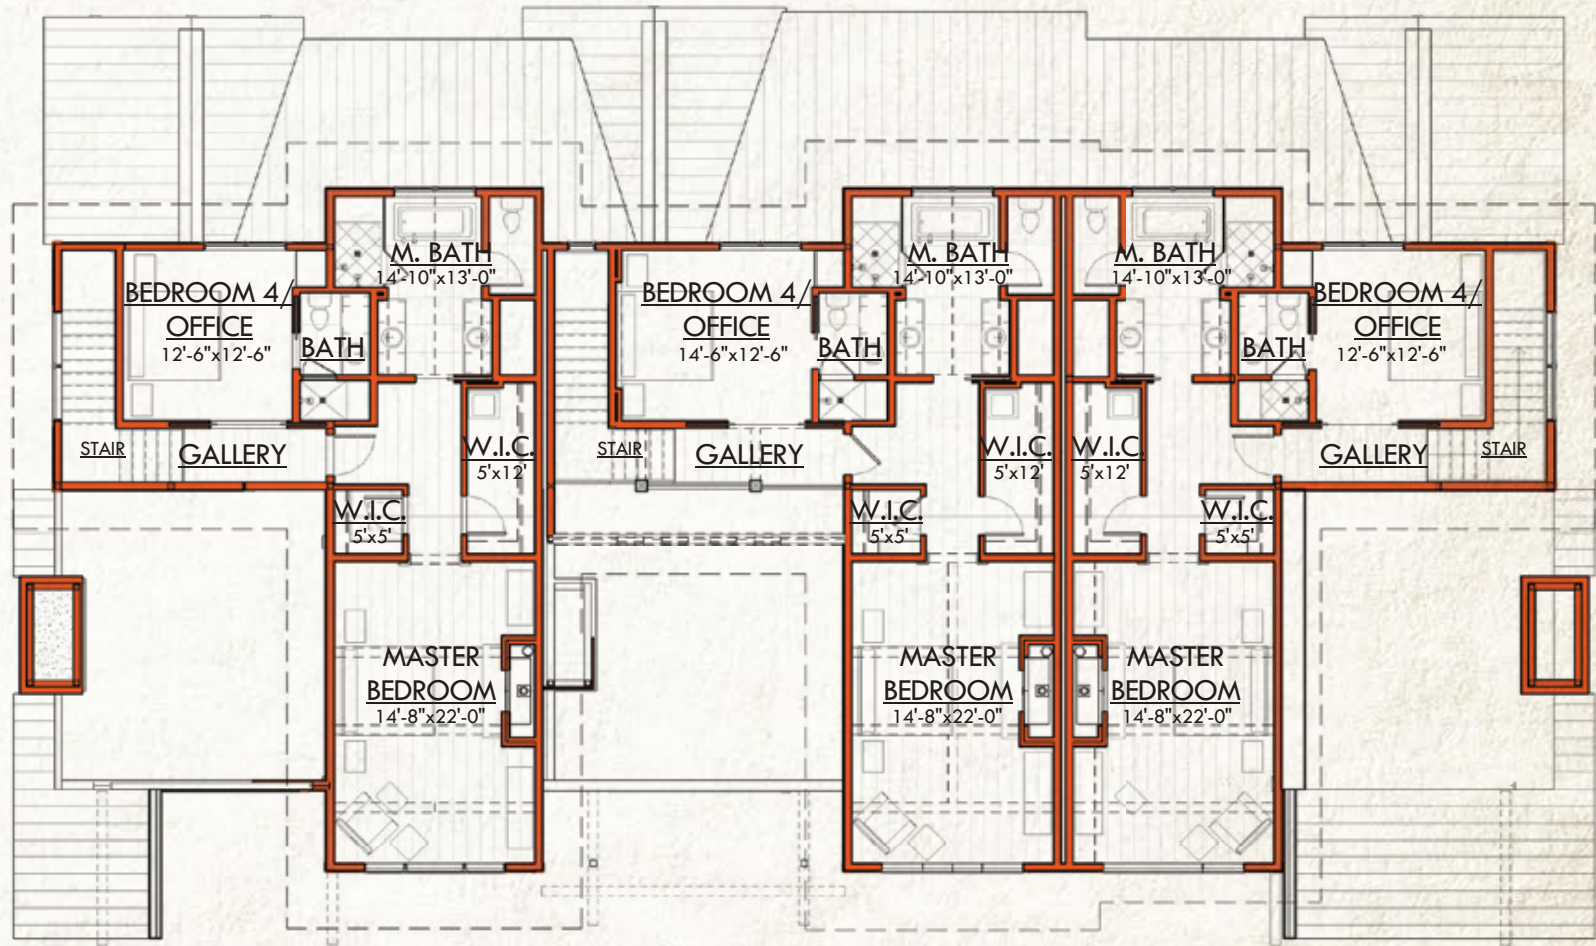 M. BATH
14'-10"x13'-0"
BEDROOM 4/
OFFICE
12'-6"x12'-6"
BATH
STAIR
GALLERY
W.I.C.
5'x12'
W.I.C.
5'x5'
MASTER
BEDROOM
14'-8"x22'-0"
M. BATH
14'-10"x13'-0"
BEDROOM 4/
OFFICE
14'-6"x12'-6"
BATH
STAIR
GALLERY
W.I.C.
5'x12'
W.I.C.
5'x5'
MASTER
BEDROOM
14'-8"x22'-0"
M. BATH
14'-10"x13'-0"
BEDROOM 4/
OFFICE
12'-6"x12'-6"
BATH
W.I.C.
5'x12'
GALLERY
STAIR
W.I.C.
5'x5'
MASTER
BEDROOM
14'-8"x22'-0"